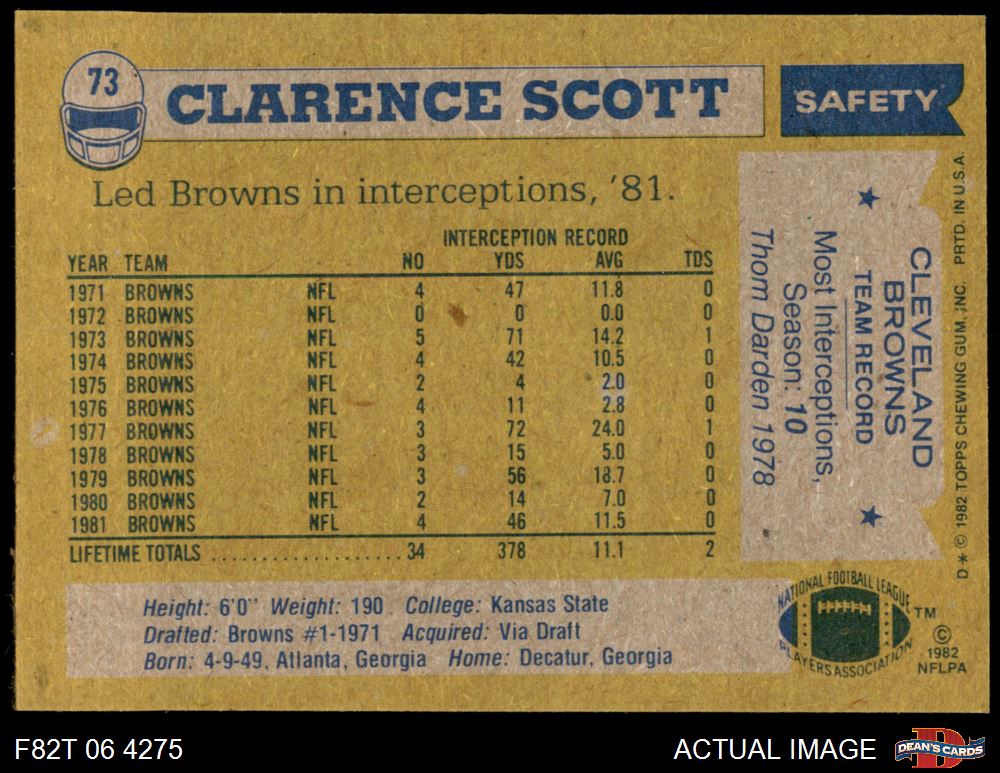 73
CLARENCE SCOTT
SAFETY
Led Browns in interceptions, '81.
INTERCEPTION RECORD
YEAR TEAM NO YDS AVG TDS
1971 BROWNS NFL 4 47 11.8 0
1972 BROWNS NFL 0 0 0.0 0
1973 BROWNS NFL 5 71 14.2 1
1974 BROWNS NFL 4 42 10.5 0
1975 BROWNS NFL 2 4 2.0 0
1976 BROWNS NFL 4 11 2.8 0
1977 BROWNS NFL 3 72 24.0 1
1978 BROWNS NFL 3 15 5.0 0
1979 BROWNS NFL 3 56 18.7 0
1980 BROWNS NFL 2 14 7.0 0
1981 BROWNS NFL 4 46 11.5 0
LIFETIME TOTALS ........................ 34 378 11.1 2
CLEVELAND
BROWNS
TEAM RECORD
Most Interceptions,
Season: 10
Thom Darden 1978
D * © 1982 TOPPS CHEWING GUM, INC. PRTD. IN U.S.A.
Height: 6'0" Weight: 190 College: Kansas State
Drafted: Browns #1-1971 Acquired: Via Draft
Born: 4-9-49, Atlanta, Georgia Home: Decatur, Georgia
NATIONAL FOOTBALL LEAGUE
PLAYERS ASSOCIATION
TM
©
1982
NFLPA
F82T 06 4275
ACTUAL IMAGE
DEAN'S CARDS